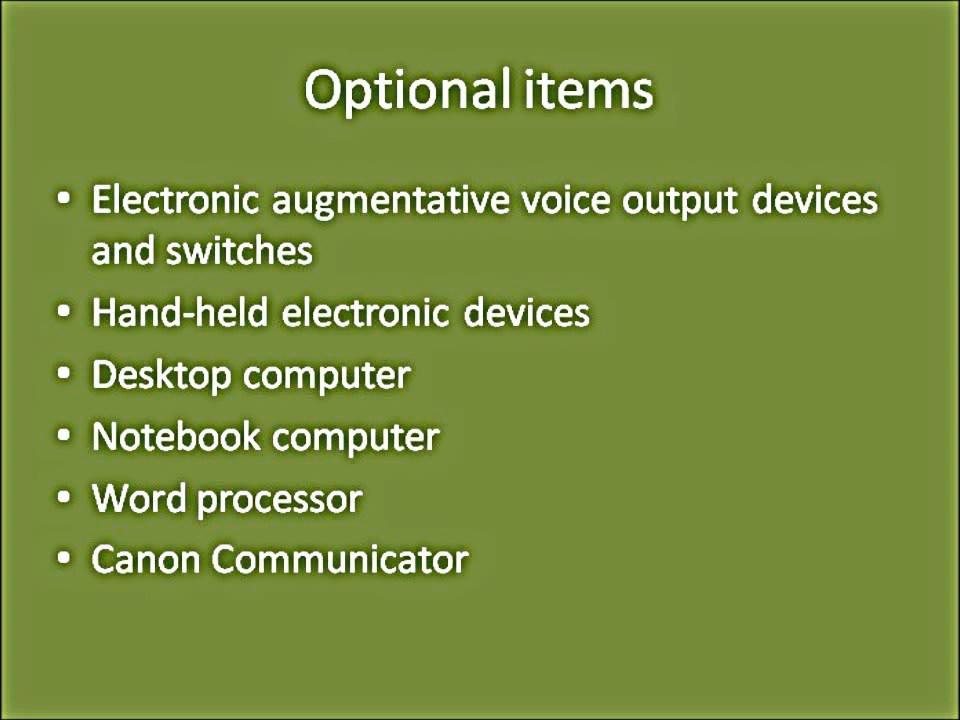 Optional items
• Electronic augmentative voice output devices
and switches
• Hand-held electronic devices
• Desktop computer
• Notebook computer
• Word processor
• Canon Communicator